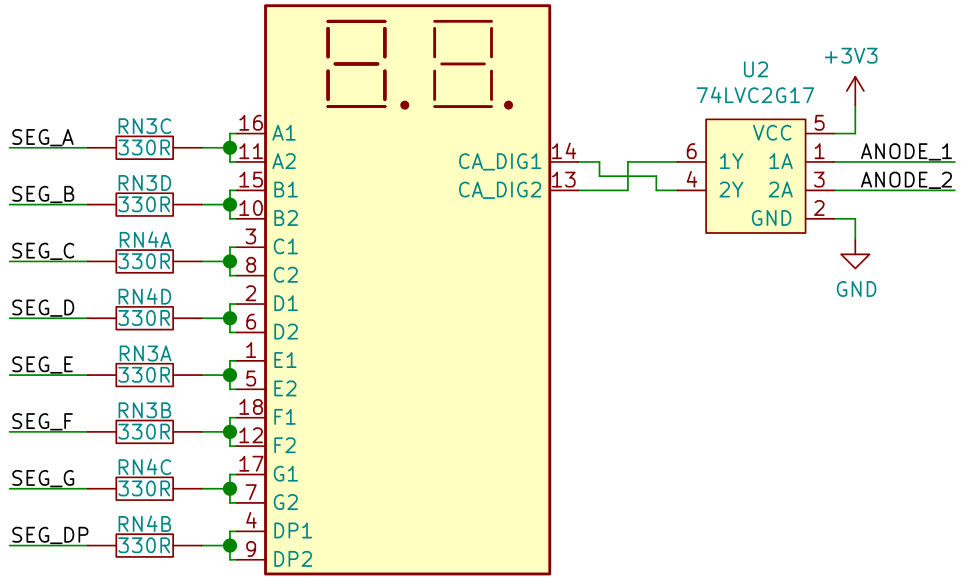 SEG_A
RN3C
330R
16
A1
11
A2
SEG_B
RN3D
330R
15
B1
10
B2
SEG_C
RN4A
330R
3
C1
8
C2
SEG_D
RN4D
330R
2
D1
6
D2
SEG_E
RN3A
330R
1
E1
5
E2
SEG_F
RN3B
330R
18
F1
12
F2
SEG_G
RN4C
330R
17
G1
7
G2
SEG_DP
RN4B
330R
4
DP1
9
DP2
CA_DIG1
14
CA_DIG2
13
U2
74LVC2G17
+3V3
VCC
5
6
1Y
1A
1
ANODE_1
4
2Y
2A
3
ANODE_2
GND
2
GND